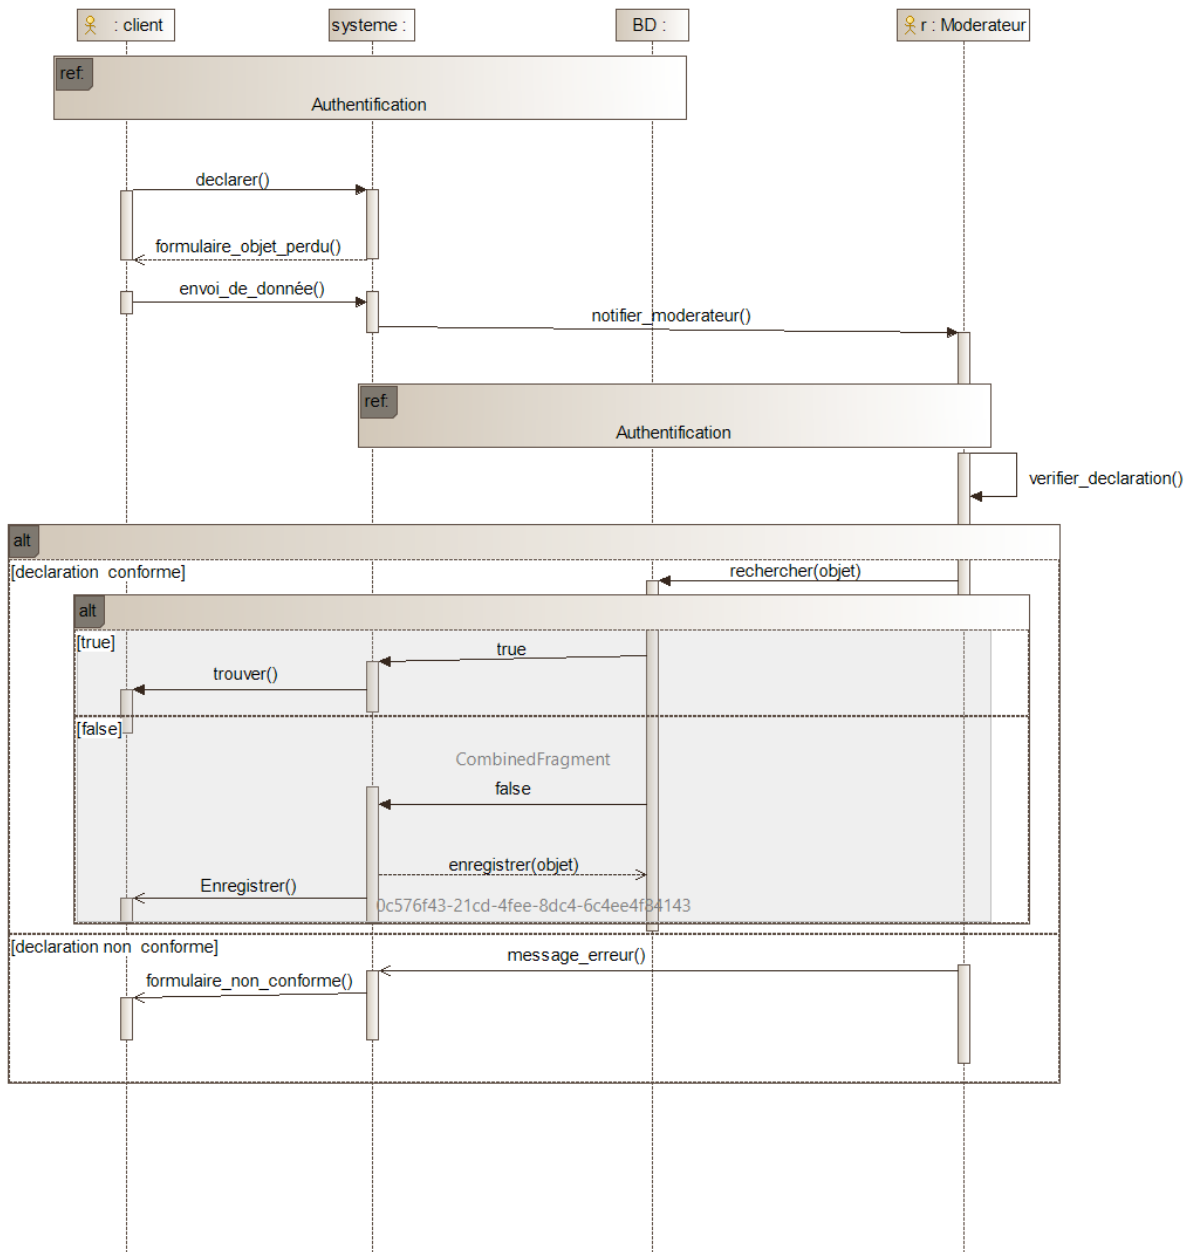 : client
systeme :
BD :
r : Moderateur
ref:
Authentification
declarer()
formulaire_objet_perdu()
envoi_de_donnée()
notifier_moderateur()
ref:
Authentification
verifier_declaration()
alt
[declaration conforme]
rechercher(objet)
alt
[true]
true
trouver()
[false]
CombinedFragment
false
enregistrer(objet)
Enregistrer()
0c576f43-21cd-4fee-8dc4-6c4ee4f84143
[declaration non conforme]
message_erreur()
formulaire_non_conforme()